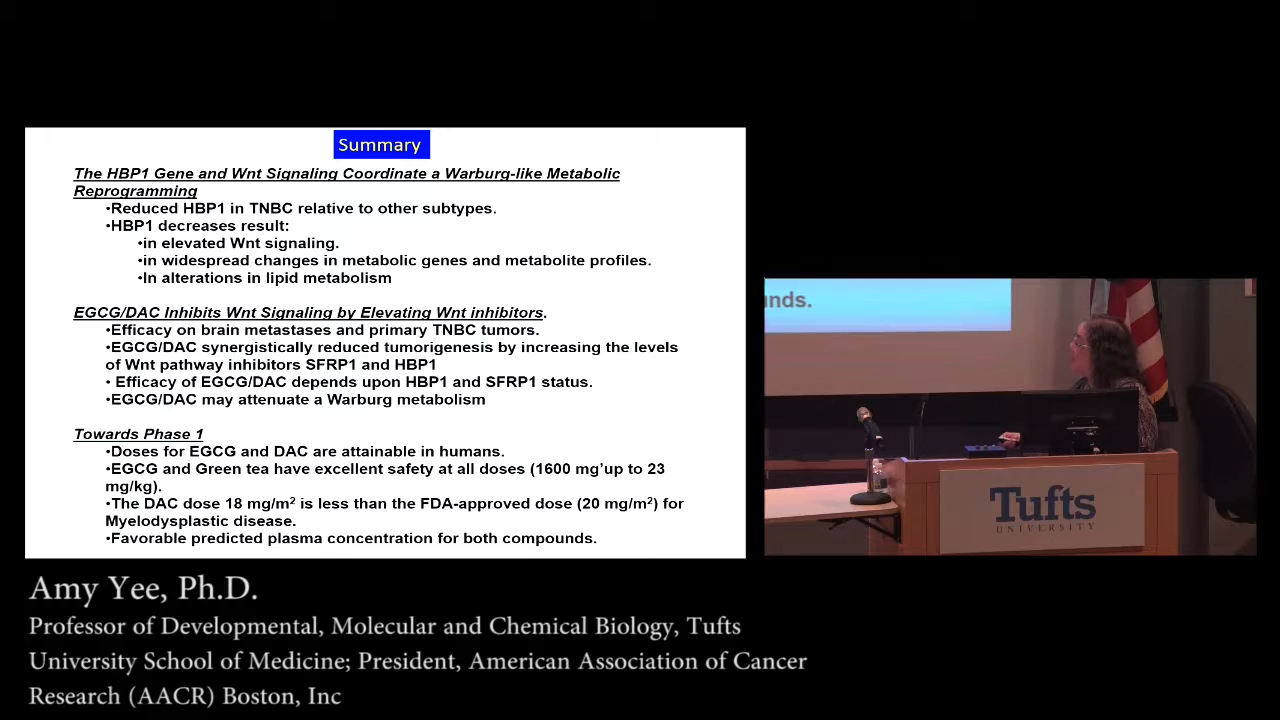 Summary
The HBP1 Gene and Wnt Signaling Coordinate a Warburg-like Metabolic
Reprogramming
•Reduced HBP1 in TNBC relative to other subtypes.
•HBP1 decreases result:
•in elevated Wnt signaling.
•in widespread changes in metabolic genes and metabolite profiles.
•In alterations in lipid metabolism
EGCG/DAC Inhibits Wnt Signaling by Elevating Wnt inhibitors.
•Efficacy on brain metastases and primary TNBC tumors.
•EGCG/DAC synergistically reduced tumorigenesis by increasing the levels
of Wnt pathway inhibitors SFRP1 and HBP1
• Efficacy of EGCG/DAC depends upon HBP1 and SFRP1 status.
•EGCG/DAC may attenuate a Warburg metabolism
Towards Phase 1
•Doses for EGCG and DAC are attainable in humans.
•EGCG and Green tea have excellent safety at all doses (1600 mg’up to 23
mg/kg).
•The DAC dose 18 mg/m² is less than the FDA-approved dose (20 mg/m²) for
Myelodysplastic disease.
•Favorable predicted plasma concentration for both compounds.
unds.
Tufts
UNIVERSITY
Amy Yee, Ph.D.
Professor of Developmental, Molecular and Chemical Biology, Tufts
University School of Medicine; President, American Association of Cancer
Research (AACR) Boston, Inc